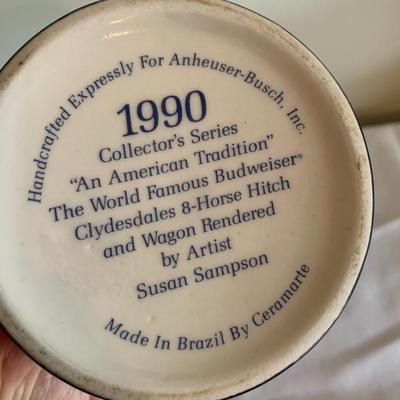 Handcrafted Expressly For Anheuser-Busch, Inc.
1990
Collector's Series
"An American Tradition"
The World Famous Budweiser®
Clydesdales 8-Horse Hitch
and Wagon Rendered
by Artist
Susan Sampson
Made In Brazil By Ceramarte